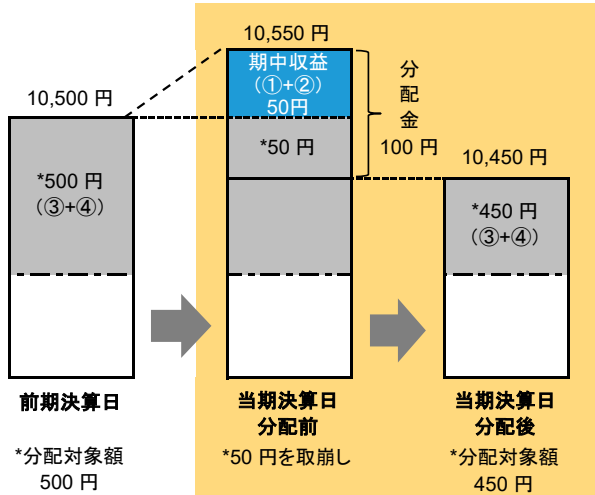 10,500 円
*500 円
(③+④)
前期決算日
*分配対象額
500 円
10,550 円
期中収益
(①+②)
50円
*50 円
分
配
金
100 円
当期決算日
分配前
*50 円を取崩し
10,450 円
*450 円
(③+④)
当期決算日
分配後
*分配対象額
450 円